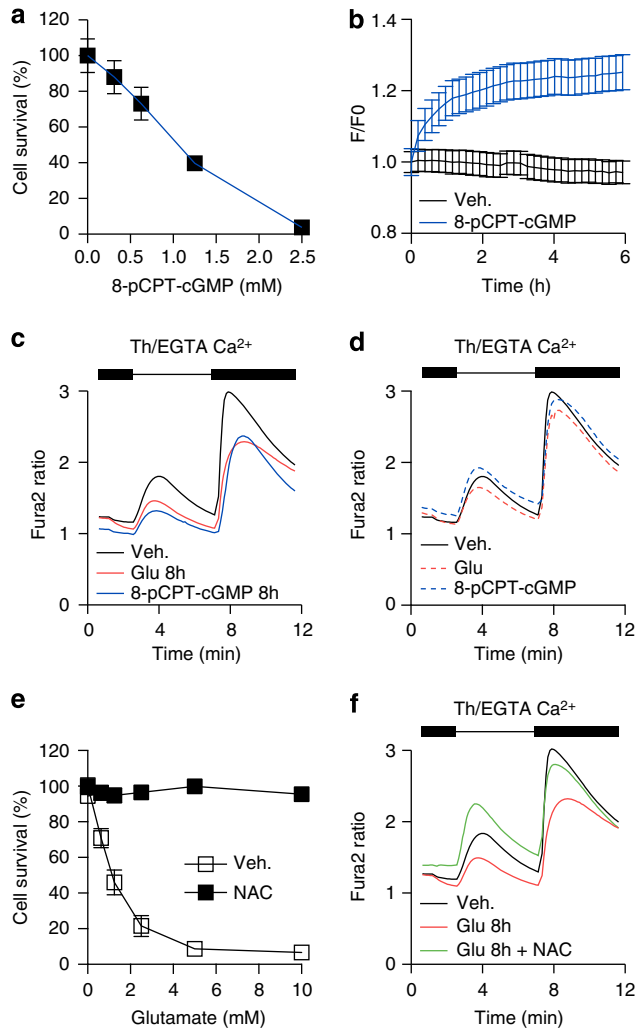 a
Cell survival (%)
120
100
80
60
40
20
0
0.0 0.5 1.0 1.5 2.0 2.5
8-pCPT-cGMP (mM)
b
F/F0
1.4
1.2
1.0
0.8
Veh.
8-pCPT-cGMP
0 2 4 6
Time (h)
c
Th/EGTA Ca²⁺
Fura2 ratio
3
2
1
0
Veh.
Glu 8h
8-pCPT-cGMP 8h
0 4 8 12
Time (min)
d
Th/EGTA Ca²⁺
Fura2 ratio
3
2
1
0
Veh.
Glu
8-pCPT-cGMP
0 4 8 12
Time (min)
e
Cell survival (%)
120
100
80
60
40
20
0
Veh.
NAC
0 2 4 6 8 10
Glutamate (mM)
f
Th/EGTA Ca²⁺
Fura2 ratio
3
2
1
0
Veh.
Glu 8h
Glu 8h + NAC
0 4 8 12
Time (min)